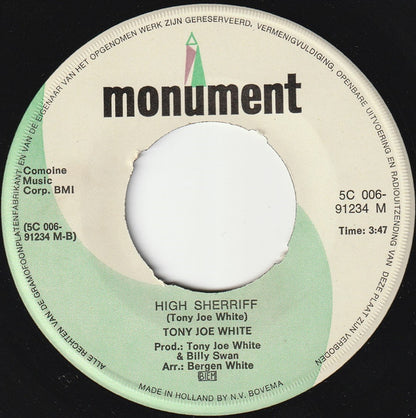 ALLE RECHTEN VAN DE GRAMOFOONPLATENFABRIKANT EN VAN DE EIGENAAR VAN HET OPGENOMEN WERK ZIJN GERESERVEERD. VERMENIGVULDIGING, OPENBARE UITVOERING EN RADIOUITZENDING VAN DEZE PLAAT ZIJN VERBODEN
monument
Comoine
Music
Corp. BMI
(5C 006-
91234 M-B)
5C 006-
91234 M
Time: 3:47
HIGH SHERRIFF
(Tony Joe White)
TONY JOE WHITE
Prod.: Tony Joe White
& Billy Swan
Arr.: Bergen White
BIEM
MADE IN HOLLAND BY N.V. BOVEMA